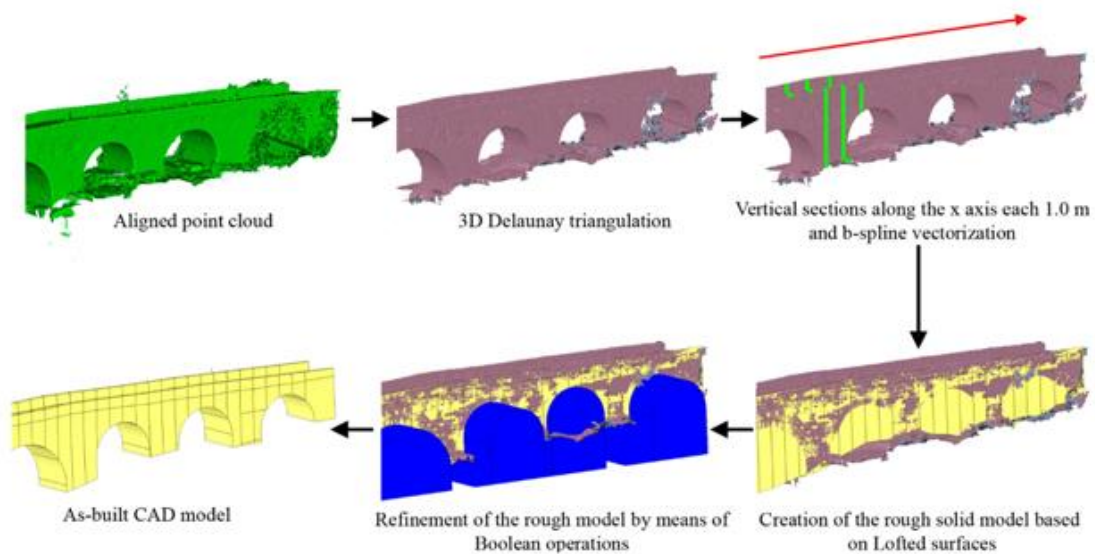 Aligned point cloud
3D Delaunay triangulation
Vertical sections along the x axis each 1.0 m
and b-spline vectorization
As-built CAD model
Refinement of the rough model by means of
Boolean operations
Creation of the rough solid model based
on Lofted surfaces